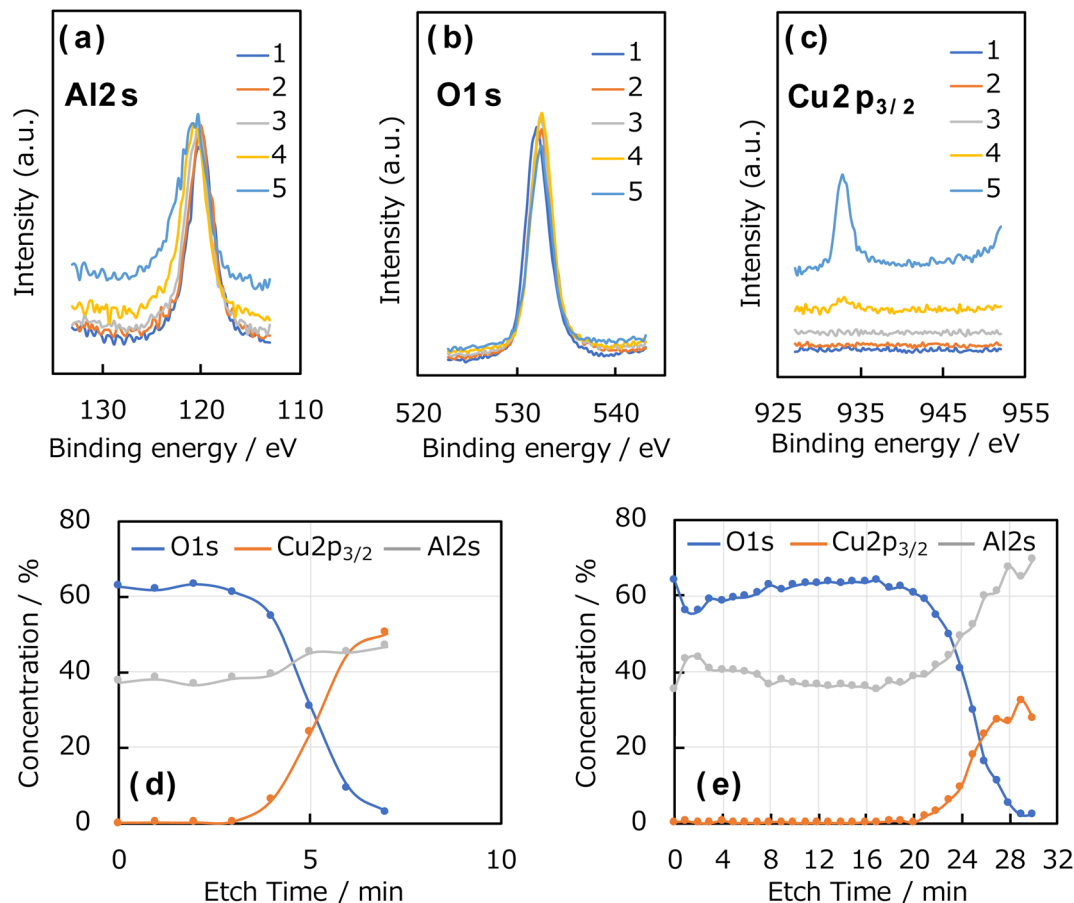 (a)
Al2s
1
2
3
4
5
Intensity (a.u.)
130 120 110
Binding energy / eV
(b)
O1s
1
2
3
4
5
Intensity (a.u.)
520 530 540
Binding energy / eV
(c)
Cu2p3/2
1
2
3
4
5
Intensity (a.u.)
925 935 945 955
Binding energy / eV
80
60
40
20
0
Concentration / %
O1s Cu2p3/2 Al2s
(d)
0 5 10
Etch Time / min
80
60
40
20
0
Concentration / %
O1s Cu2p3/2 Al2s
(e)
0 4 8 12 16 20 24 28 32
Etch Time / min